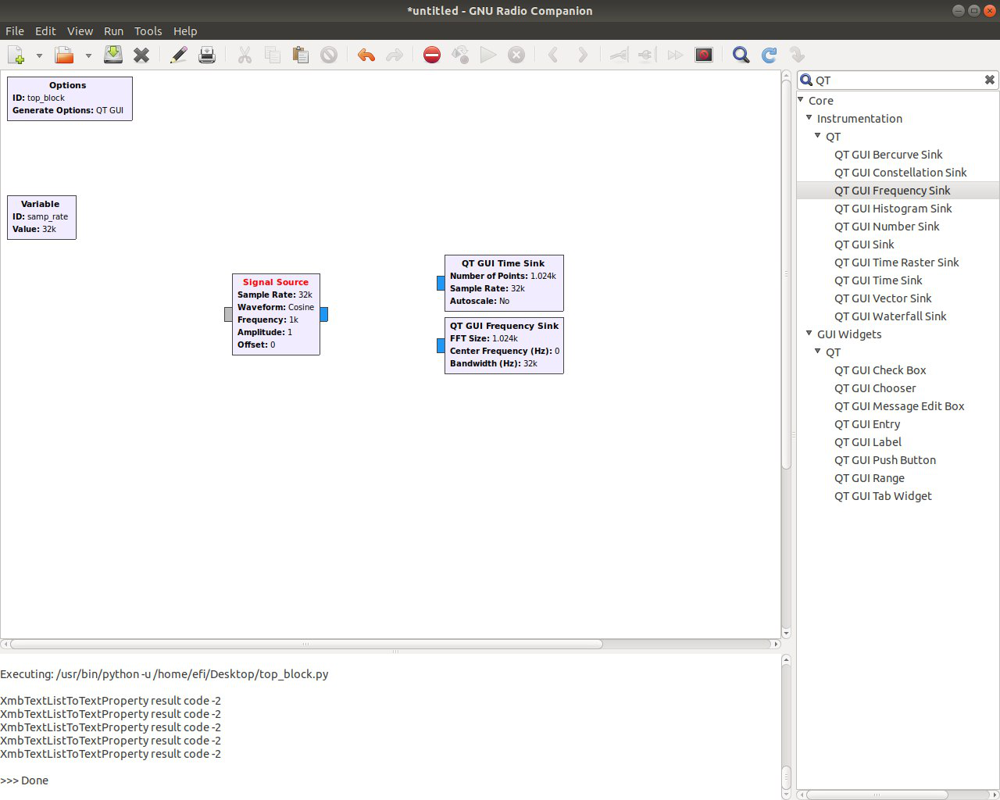 *untitled - GNU Radio Companion
File Edit View Run Tools Help
Options
ID: top_block
Generate Options: QT GUI
Variable
ID: samp_rate
Value: 32k
Signal Source
Sample Rate: 32k
Waveform: Cosine
Frequency: 1k
Amplitude: 1
Offset: 0
QT GUI Time Sink
Number of Points: 1.024k
Sample Rate: 32k
Autoscale: No
QT GUI Frequency Sink
FFT Size: 1.024k
Center Frequency (Hz): 0
Bandwidth (Hz): 32k
QT
Core
Instrumentation
QT
QT GUI Bercurve Sink
QT GUI Constellation Sink
QT GUI Frequency Sink
QT GUI Histogram Sink
QT GUI Number Sink
QT GUI Sink
QT GUI Time Raster Sink
QT GUI Time Sink
QT GUI Vector Sink
QT GUI Waterfall Sink
GUI Widgets
QT
QT GUI Check Box
QT GUI Chooser
QT GUI Message Edit Box
QT GUI Entry
QT GUI Label
QT GUI Push Button
QT GUI Range
QT GUI Tab Widget
Executing: /usr/bin/python -u /home/efi/Desktop/top_block.py
XmbTextListToTextProperty result code -2
XmbTextListToTextProperty result code -2
XmbTextListToTextProperty result code -2
XmbTextListToTextProperty result code -2
XmbTextListToTextProperty result code -2
>>> Done